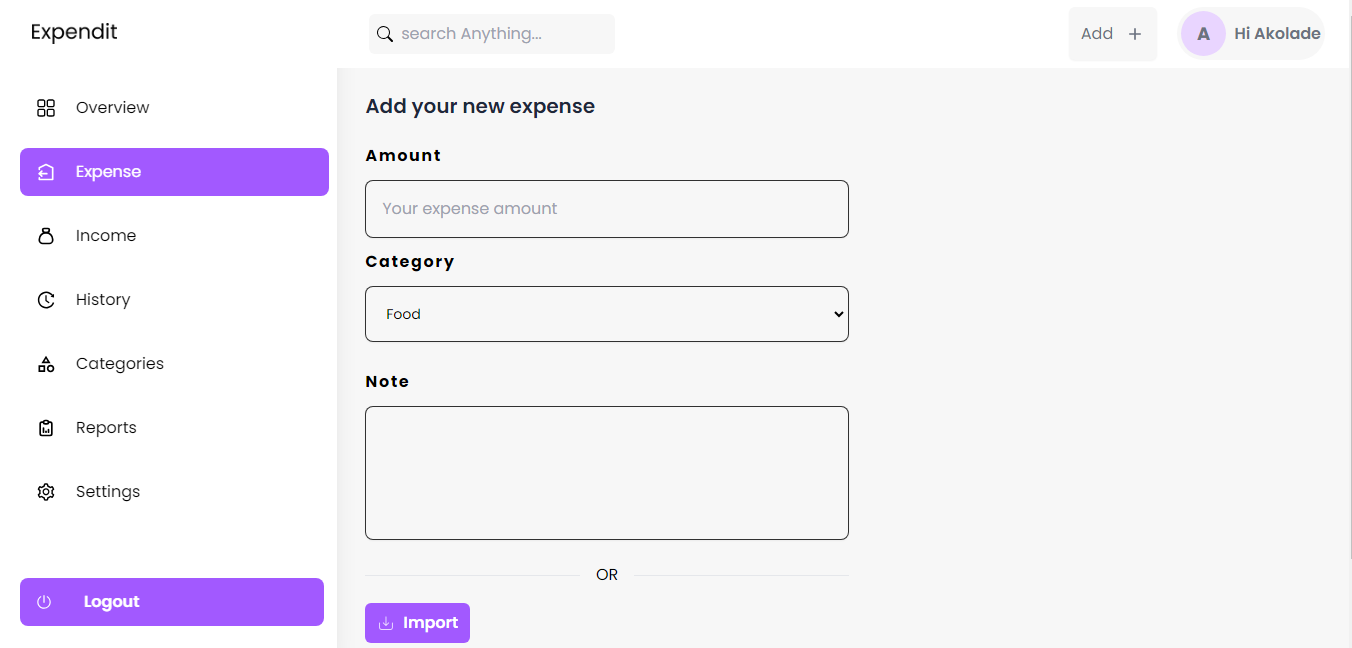 Expendit
search Anything...
Add +
A Hi Akolade
Overview
Expense
Income
History
Categories
Reports
Settings
Logout
Add your new expense
Amount
Your expense amount
Category
Food
Note
OR
Import